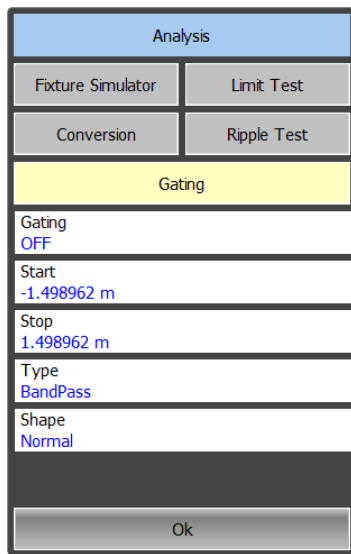 Analysis
Fixture Simulator
Limit Test
Conversion
Ripple Test
Gating
Gating
OFF
Start
-1.498962 m
Stop
1.498962 m
Type
BandPass
Shape
Normal
Ok